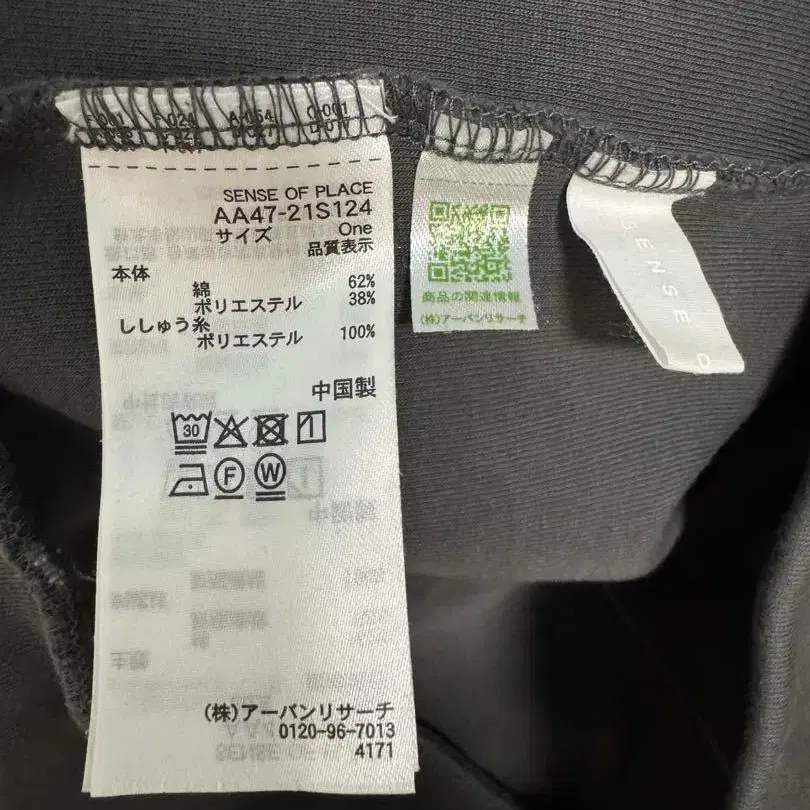 SENSE OF PLACE
AA47-21S124
サイズ One
品質表示
本体
綿 62%
ポリエステル 38%
ししゅう糸
ポリエステル 100%
中国製
30
F
W
(株)アーバンリサーチ
0120-96-7013
4171
商品の関連情報
(株)アーバンリサーチ
SENSE O